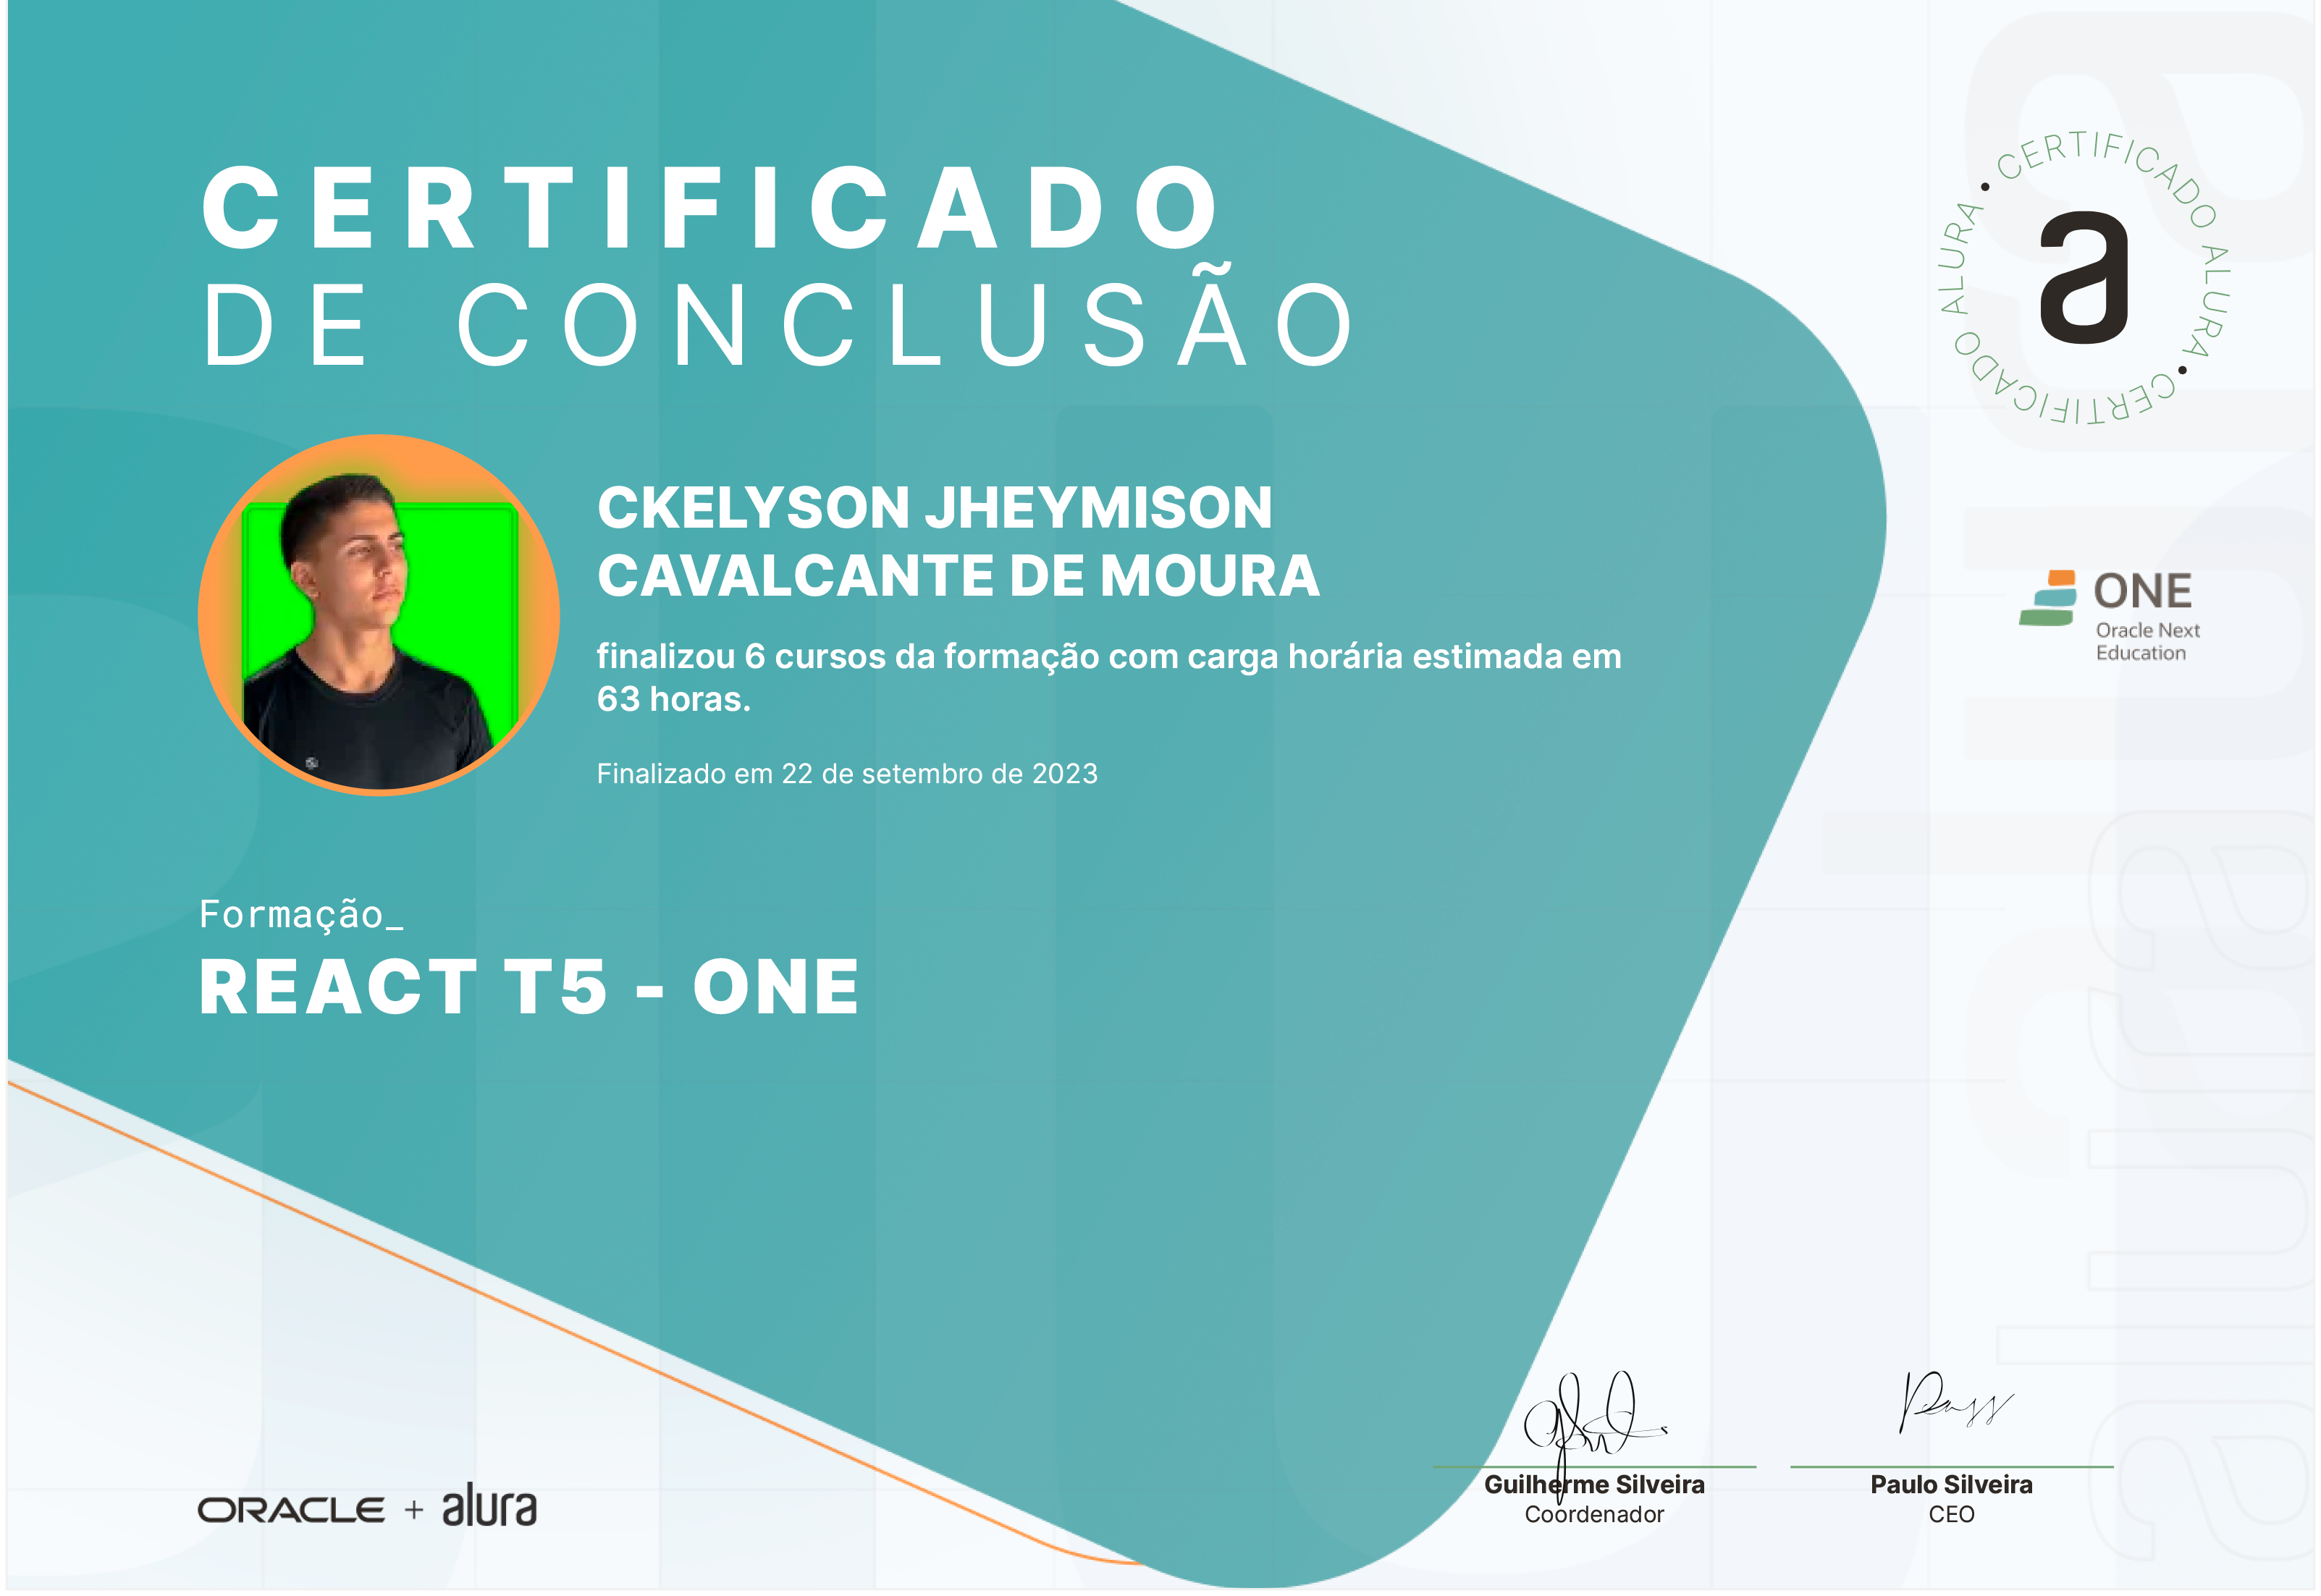 CERTIFICADO
DE CONCLUSÃO
• CERTIFICADO ALURA • CERTIFICADO ALURA
a
CKELYSON JHEYMISON
CAVALCANTE DE MOURA
finalizou 6 cursos da formação com carga horária estimada em
63 horas.
Finalizado em 22 de setembro de 2023
ONE
Oracle Next
Education
Formação_
REACT T5 - ONE
ORACLE + alura
Guilherme Silveira
Coordenador
Paulo Silveira
CEO
alura